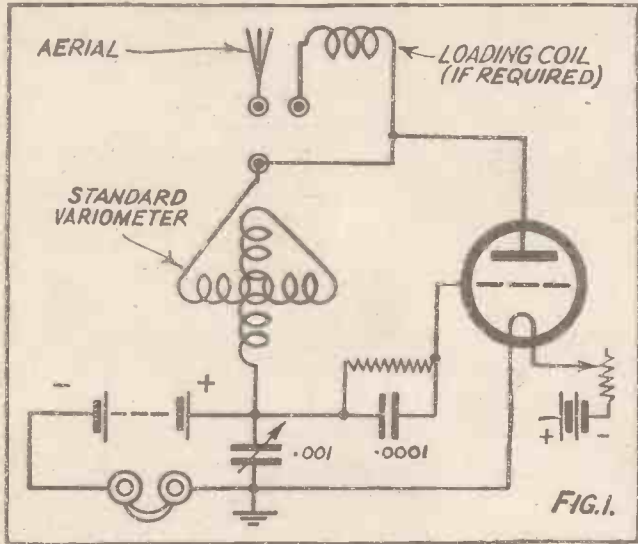 AERIAL
LOADING COIL
(IF REQUIRED)
STANDARD
VARIOMETER
- +
.001
.0001
+ -
FIG.1.